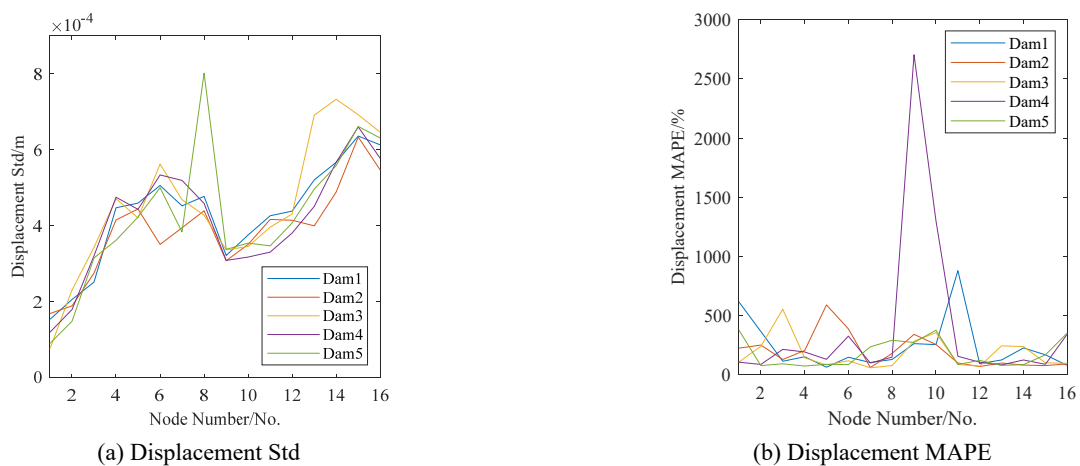 ×10⁻⁴
8
6
4
2
0
Displacement Std/m
Dam1
Dam2
Dam3
Dam4
Dam5
2 4 6 8 10 12 14 16
Node Number/No.
(a) Displacement Std
3000
2500
2000
1500
1000
500
0
Displacement MAPE/%
Dam1
Dam2
Dam3
Dam4
Dam5
2 4 6 8 10 12 14 16
Node Number/No.
(b) Displacement MAPE